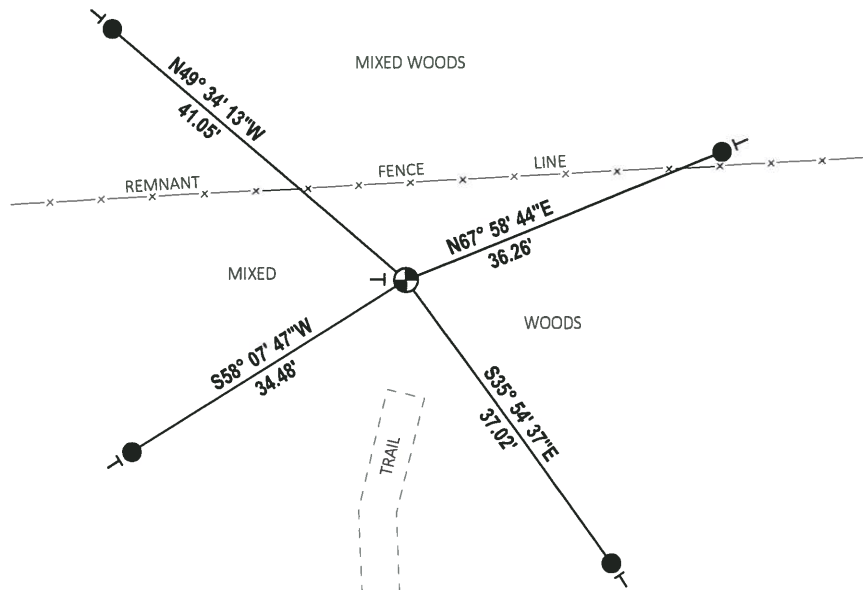 MIXED WOODS
N49° 34' 13"W
41.05'
REMNANT FENCE LINE
N67° 58' 44"E
36.26'
MIXED
WOODS
S58° 07' 47"W
34.48'
S35° 54' 37"E
37.02'
TRAIL